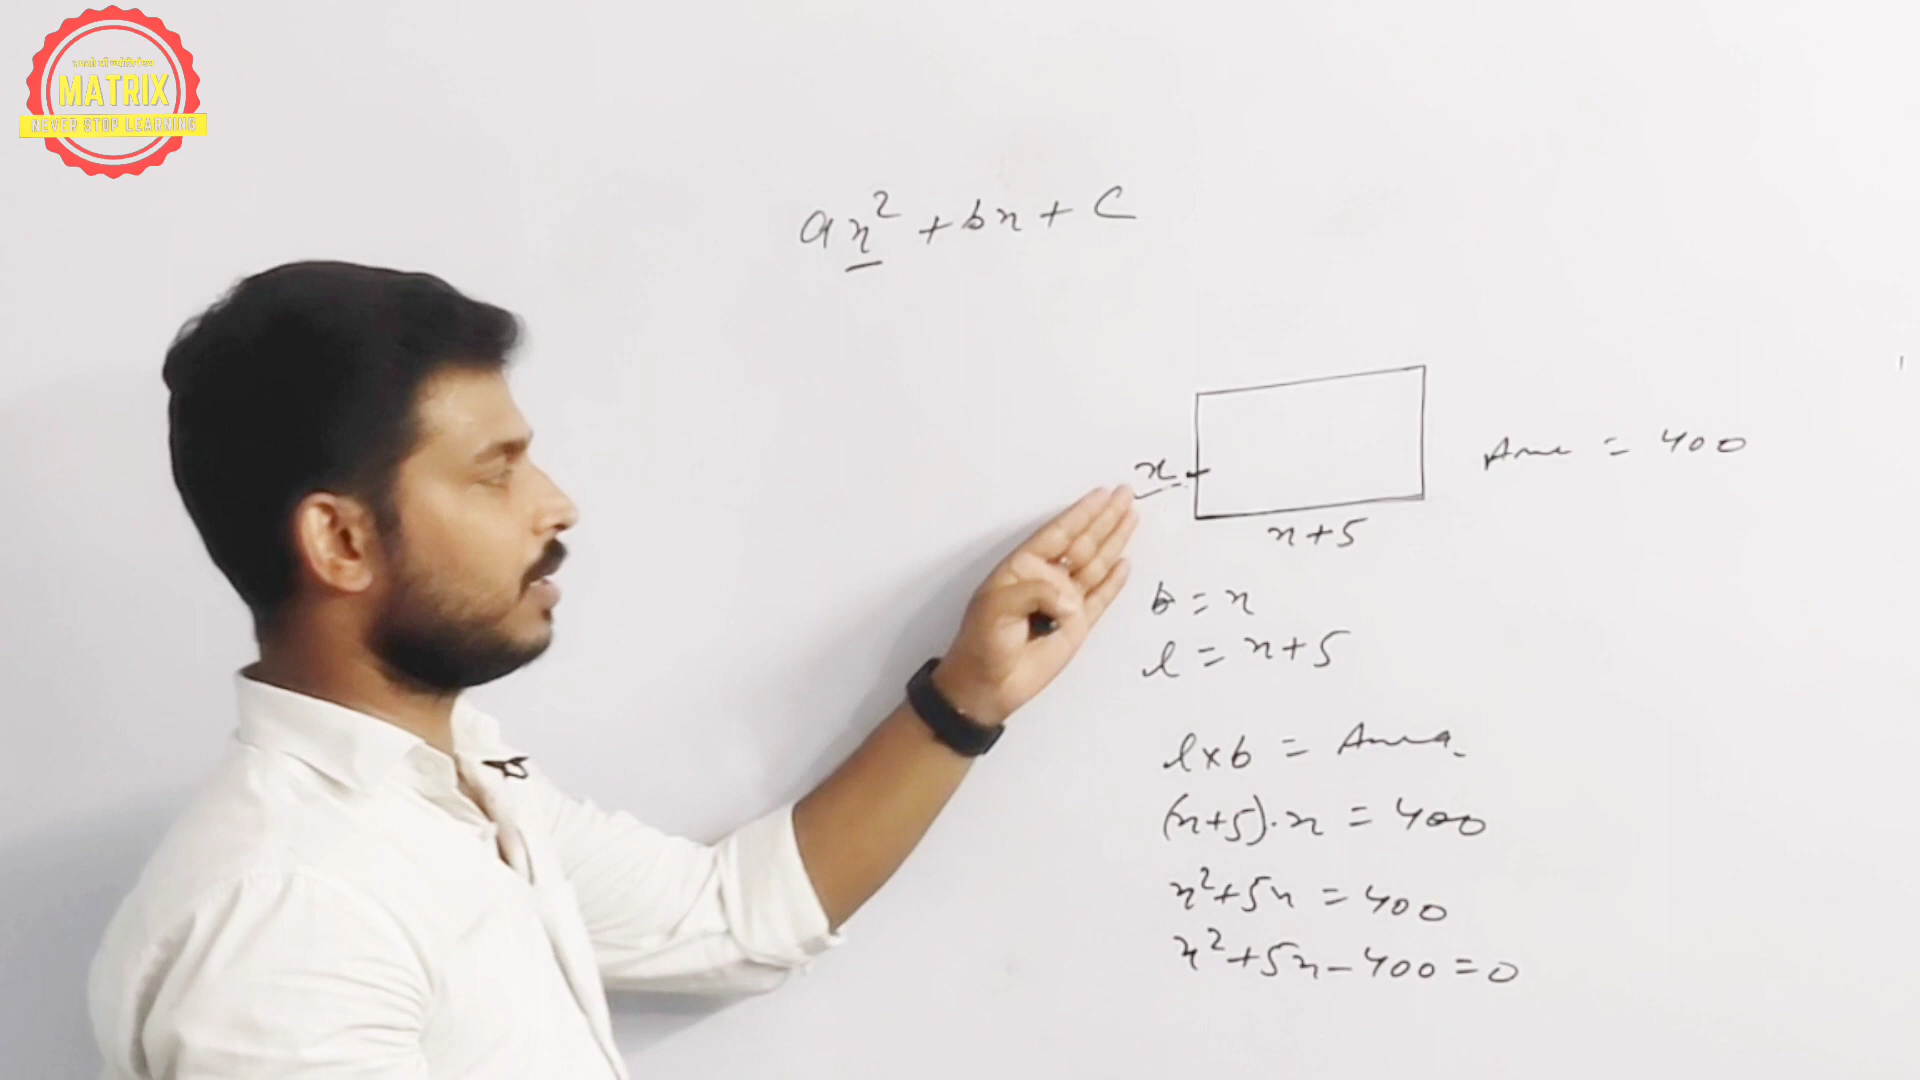 MATRIX
NEVER STOP LEARNING
ax² + bx + c
x
Area = 400
x+5
b = x
l = x+5
l×b = Area
(x+5)·x = 400
x²+5x = 400
x²+5x-400=0